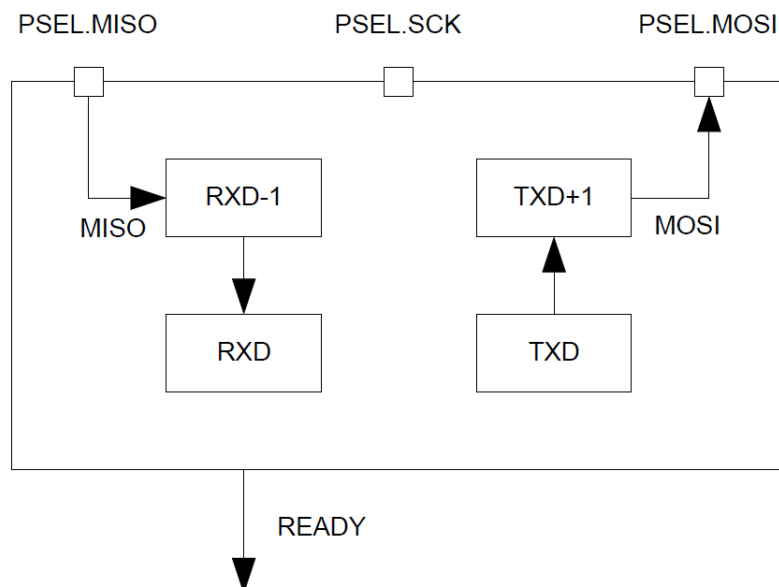 PSEL.MISO
PSEL.SCK
PSEL.MOSI
RXD-1
TXD+1
MISO
MOSI
RXD
TXD
READY